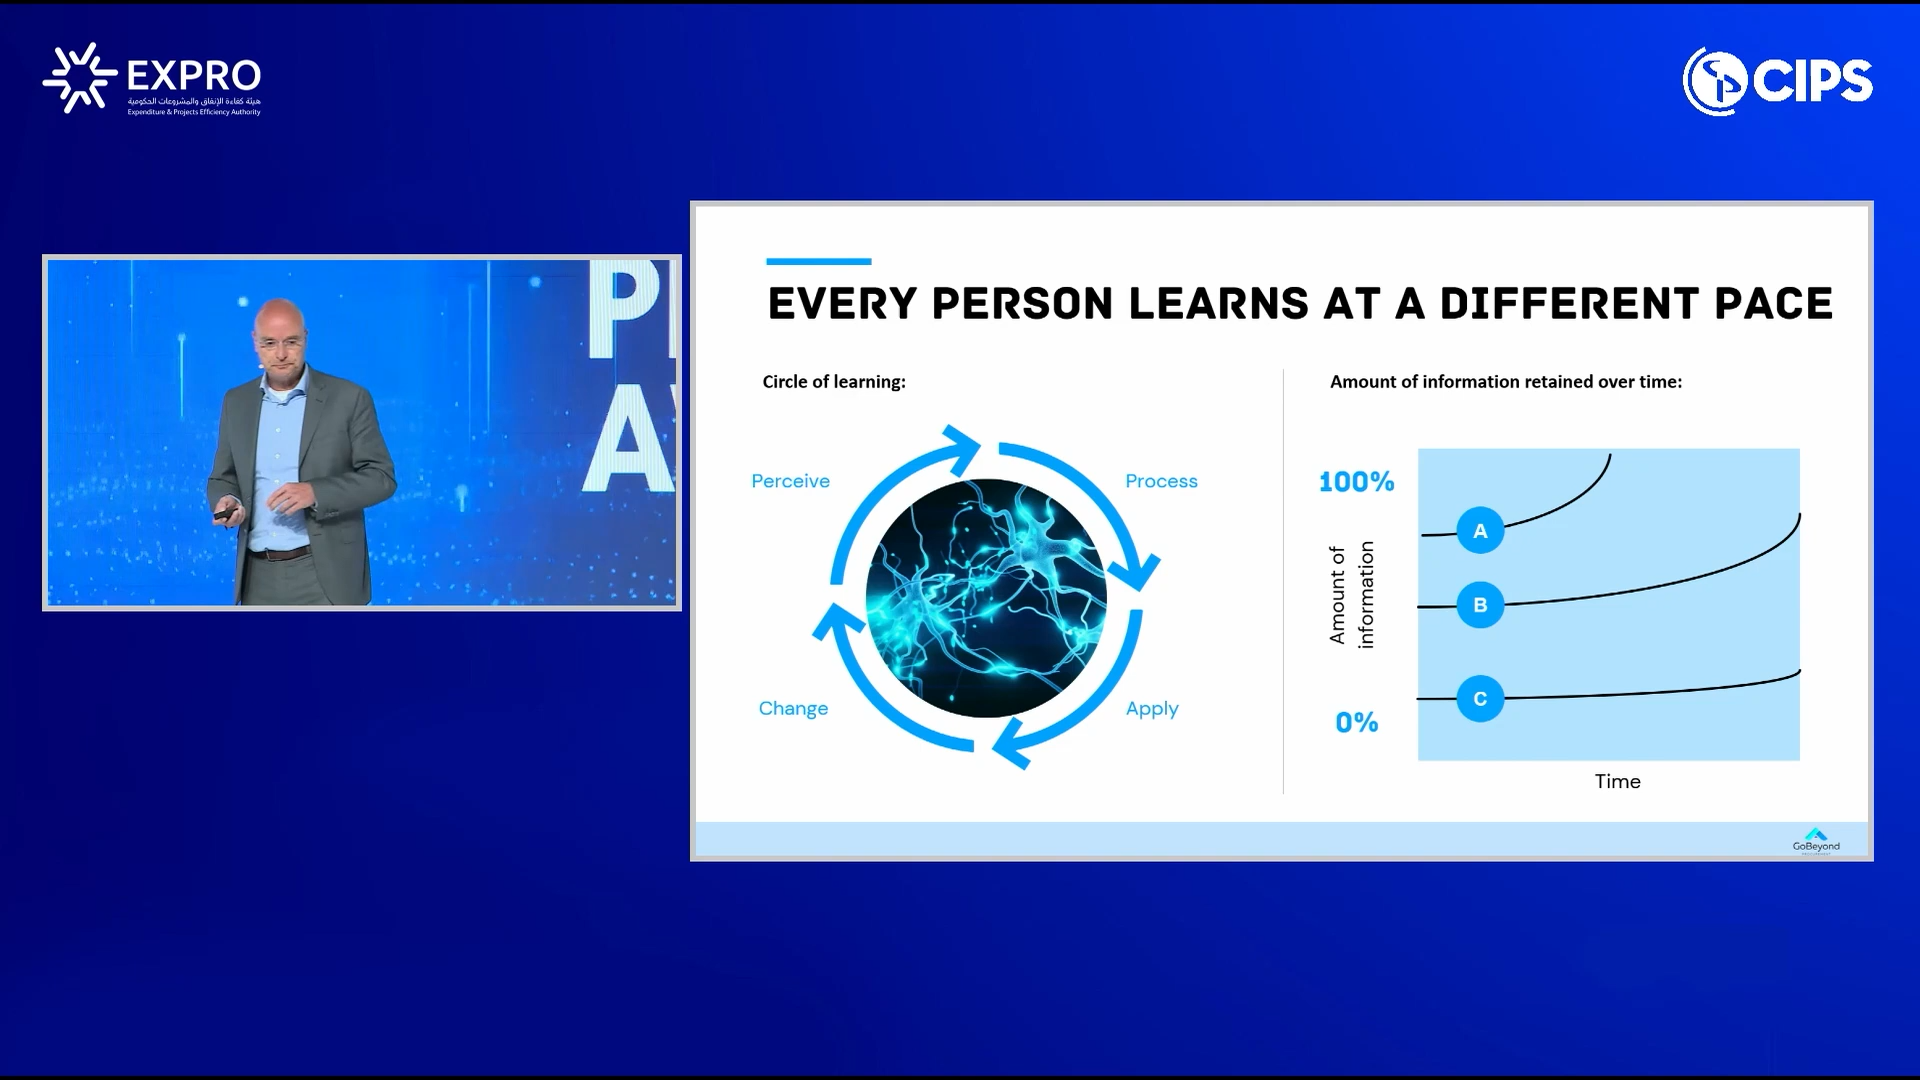 EXPRO
هيئة كفاءة الإنفاق والمشروعات الحكومية
Expenditure & Projects Efficiency Authority
CIPS
P
A
EVERY PERSON LEARNS AT A DIFFERENT PACE
Circle of learning:
Perceive
Process
Change
Apply
Amount of information retained over time:
100%
Amount of
information
0%
A
B
C
Time
GoBeyond